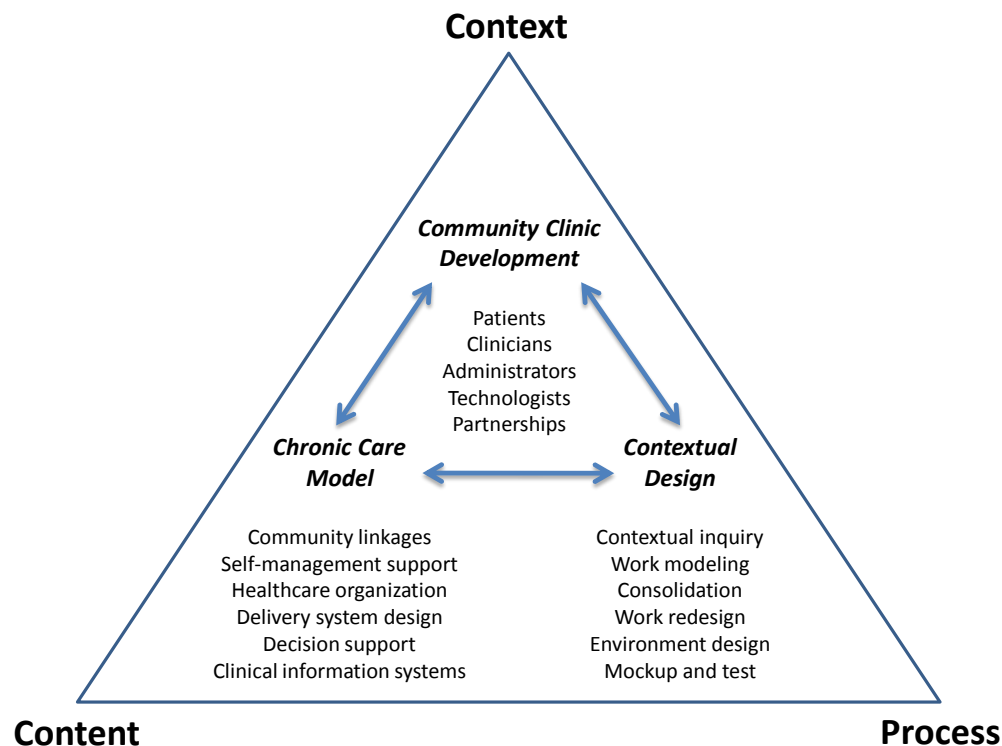 Context
Community Clinic
Development
Patients
Clinicians
Administrators
Technologists
Partnerships
Chronic Care
Model
Contextual
Design
Community linkages
Self-management support
Healthcare organization
Delivery system design
Decision support
Clinical information systems
Contextual inquiry
Work modeling
Consolidation
Work redesign
Environment design
Mockup and test
Content
Process